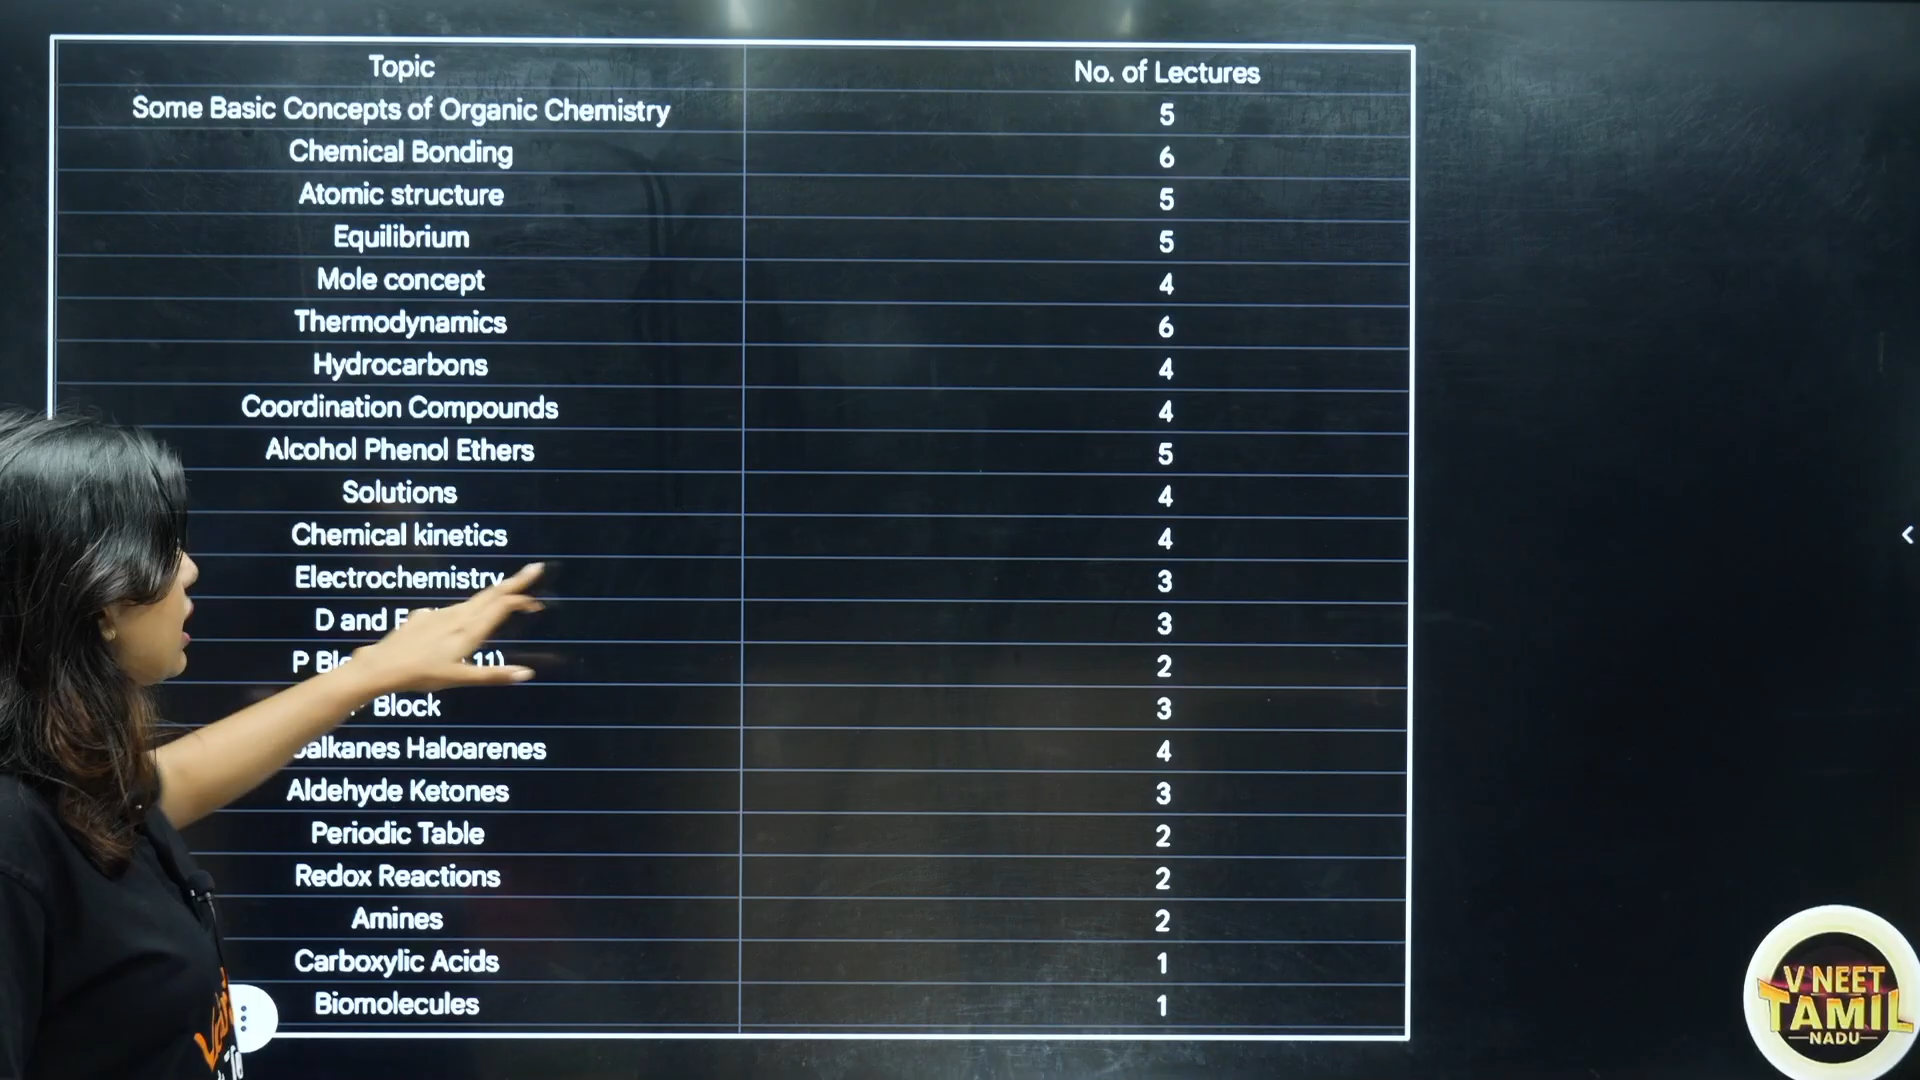 Topic No. of Lectures
Some Basic Concepts of Organic Chemistry 5
Chemical Bonding 6
Atomic structure 5
Equilibrium 5
Mole concept 4
Thermodynamics 6
Hydrocarbons 4
Coordination Compounds 4
Alcohol Phenol Ethers 5
Solutions 4
Chemical kinetics 4
Electrochemistry 3
D and 3
P 11) 2
Block 3
Haloarenes 4
Aldehyde Ketones 3
Periodic Table 2
Redox Reactions 2
Amines 2
Carboxylic Acids 1
Biomolecules 1
V NEET
TAMIL
NADU